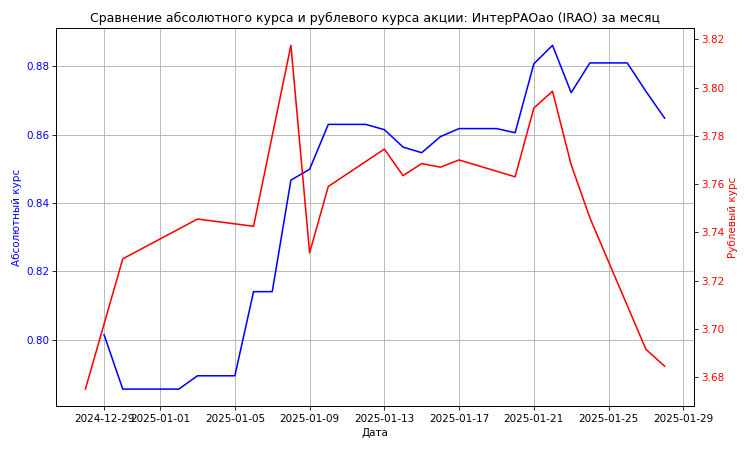 Сравнение абсолютного курса и рублевого курса акции: ИнтерРАОао (IRAO) за месяц
Абсолютный курс
0.88
0.86
0.84
0.82
0.80
3.82
3.80
3.78
3.76
3.74
3.72
3.70
3.68
Рублевый курс
2024-12-29 2025-01-01 2025-01-05 2025-01-09 2025-01-13 2025-01-17 2025-01-21 2025-01-25 2025-01-29
Дата